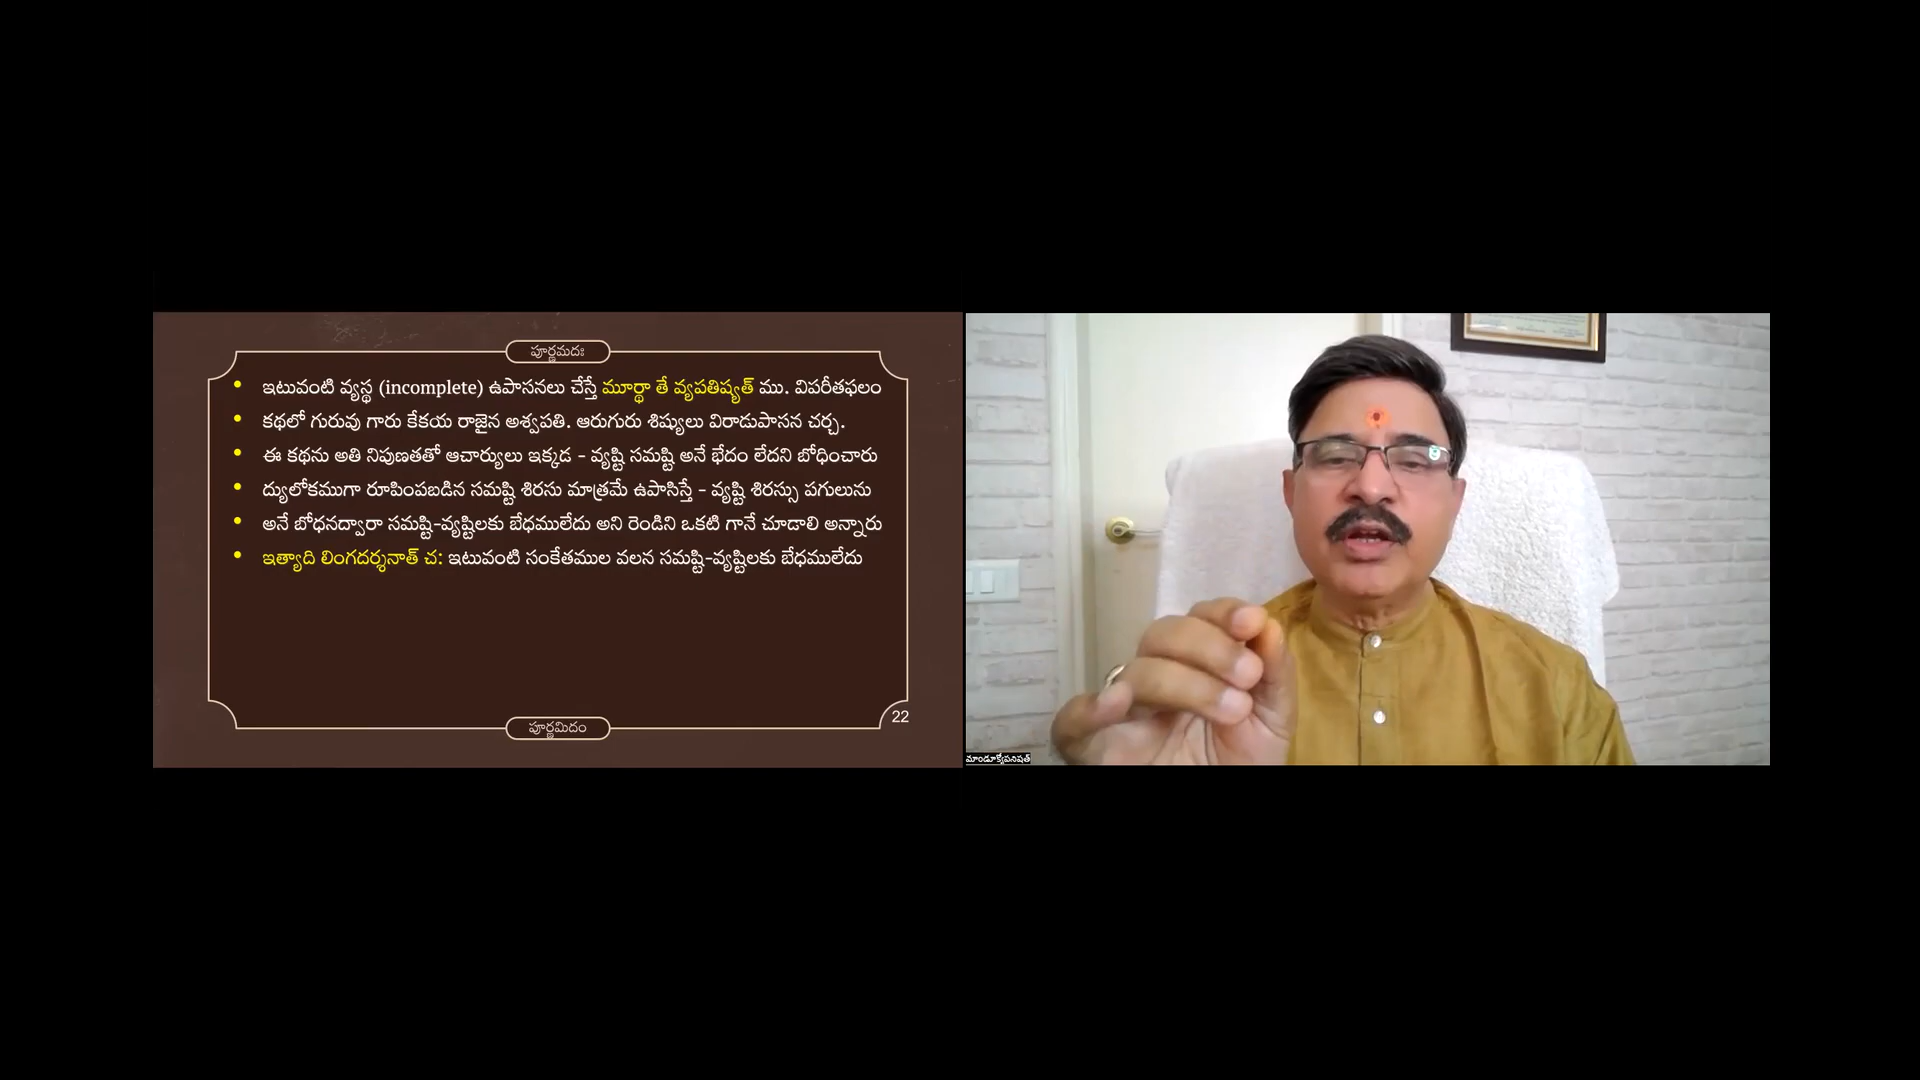 పూర్ణమదః
• ఇటువంటి వ్యస్థ (incomplete) ఉపాసనలు చేస్తే మూర్ధా తే వ్యపతిష్యత్ ము. విపరీతఫలం
• కథలో గురువు గారు కేకయ రాజైన అశ్వపతి. ఆరుగురు శిష్యులు విరాడుపాసన చర్చ.
• ఈ కథను అతి నిపుణతతో ఆచార్యులు ఇక్కడ - వ్యష్టి సమష్టి అనే భేదం లేదని బోధించారు
• ద్యులోకముగా రూపింపబడిన సమష్టి శిరసు మాత్రమే ఉపాసిస్తే - వ్యష్టి శిరస్సు పగులును
• అనే బోధనద్వారా సమష్టి-వ్యష్టిలకు బేధములేదు అని రెండిని ఒకటి గానే చూడాలి అన్నారు
• ఇత్యాది లింగదర్శనాత్ చ: ఇటువంటి సంకేతముల వలన సమష్టి-వ్యష్టిలకు బేధములేదు
22
పూర్ణమిదం
మాండూక్యోపనిషత్